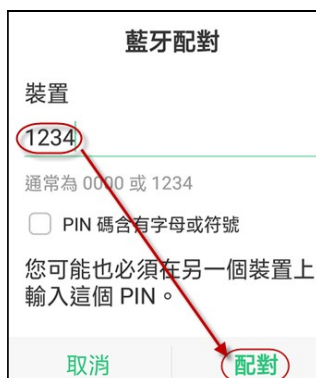 藍牙配對
裝置
1234
通常為 0000 或 1234
PIN 碼含有字母或符號
您可能也必須在另一個裝置上
輸入這個 PIN。
取消 配對